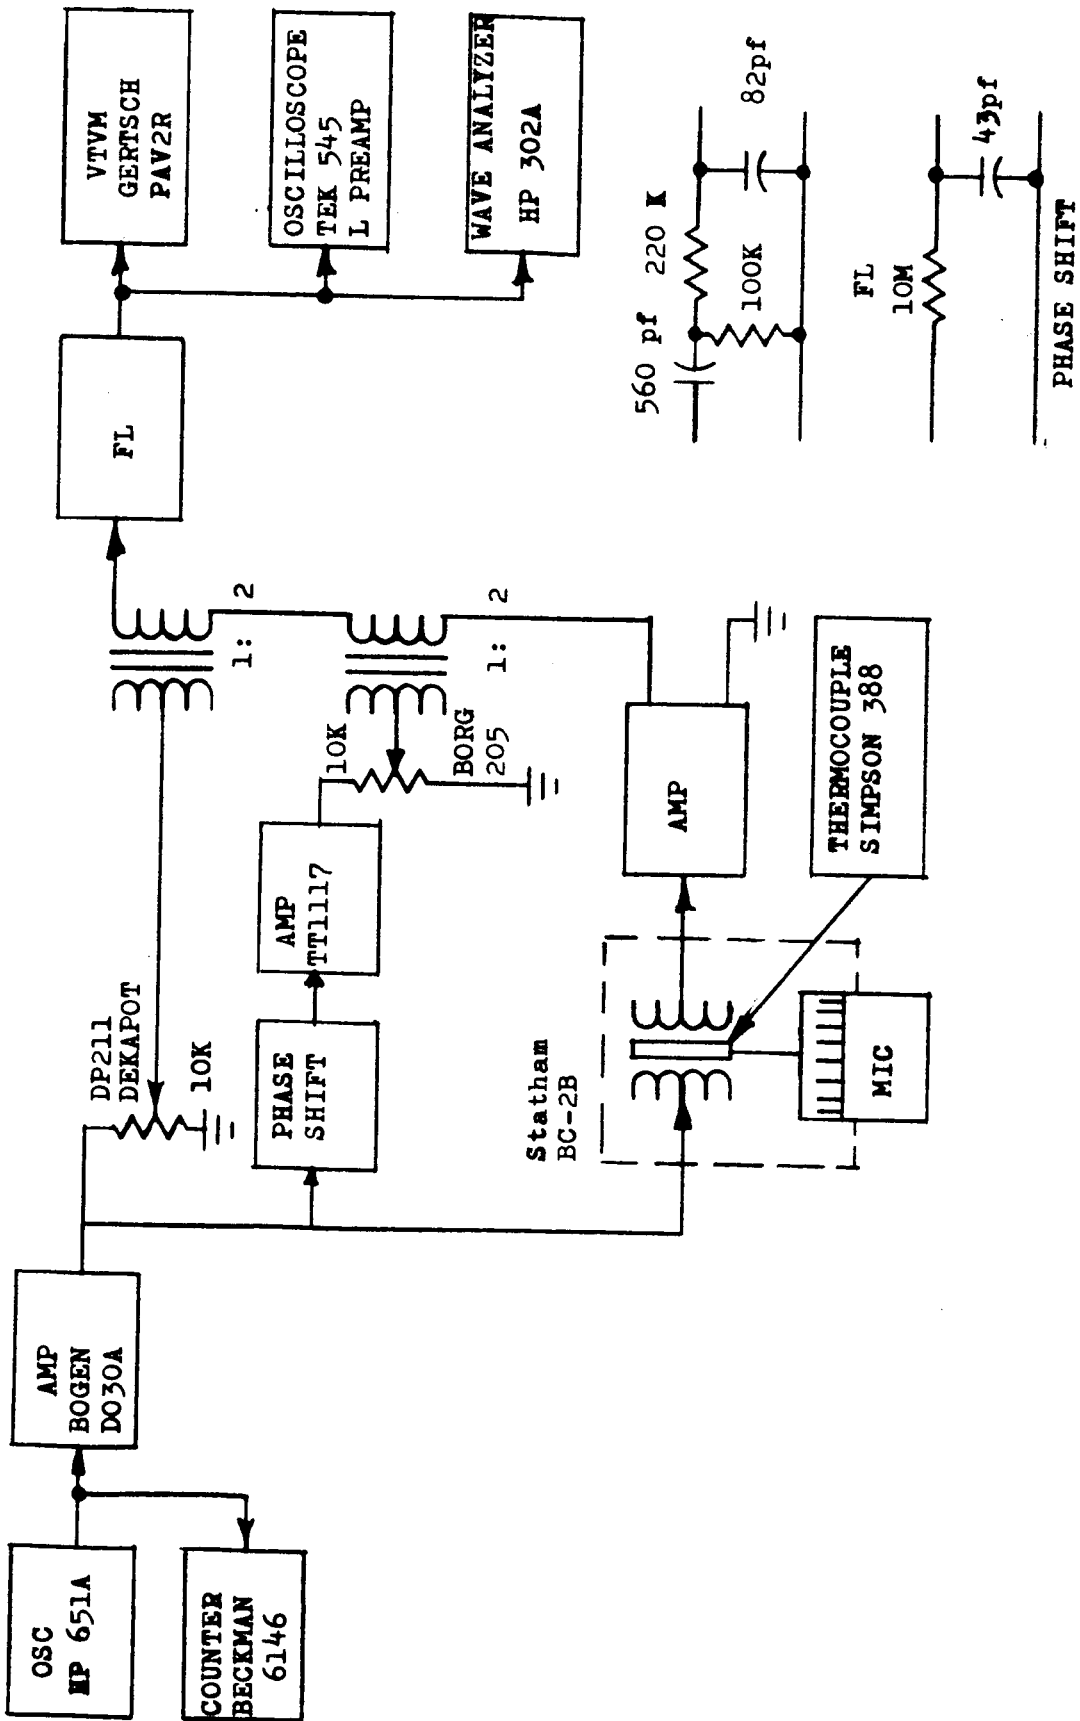 OSC
HP 651A
COUNTER
BECKMAN
6146
AMP
BOGEN
DO30A
DP211
DEKAPOT
10K
PHASE
SHIFT
AMP
TT1117
10K
BORG
205
1: 2
1: 2
Statham
BC-2B
MIC
AMP
THERMOCOUPLE
SIMPSON 388
FL
VTVM
GERTSCH
PAV2R
OSCILLOSCOPE
TEK 545
L PREAMP
WAVE ANALYZER
HP 302A
560 pf
220 K
100K
82pf
FL
10M
43pf
PHASE SHIFT